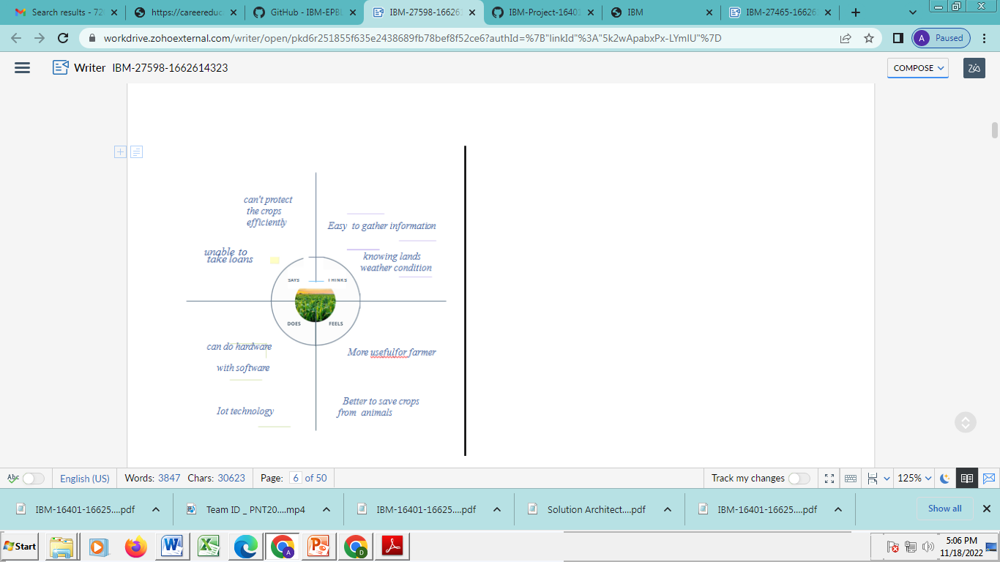 Search results - 72
https://careereduc
GitHub - IBM-EPBL
IBM-27598-16626
IBM-Project-16401
IBM
IBM-27465-16626
workdrive.zohoexternal.com/writer/open/pkd6r251855f635e2438689fb78bef8f52ce6?authId=%7B"linkId"%3A"5k2wApabxPx-LYmIU"%7D
A Paused
Writer IBM-27598-1662614323
COMPOSE
can't protect
the crops
efficiently
Easy to gather information
unable to
take loans
knowing lands
weather condition
SAYS
THINKS
DOES
FEELS
can do hardware
with software
More usefulfor farmer
Iot technology
Better to save crops
from animals
Abc
English (US)
Words: 3847 Chars: 30623
Page: 6 of 50
Track my changes
125%
IBM-16401-16625....pdf
Team ID _ PNT20....mp4
IBM-16401-16625....pdf
Solution Architect....pdf
IBM-16401-16625....pdf
Show all
Start
5:06 PM
11/18/2022